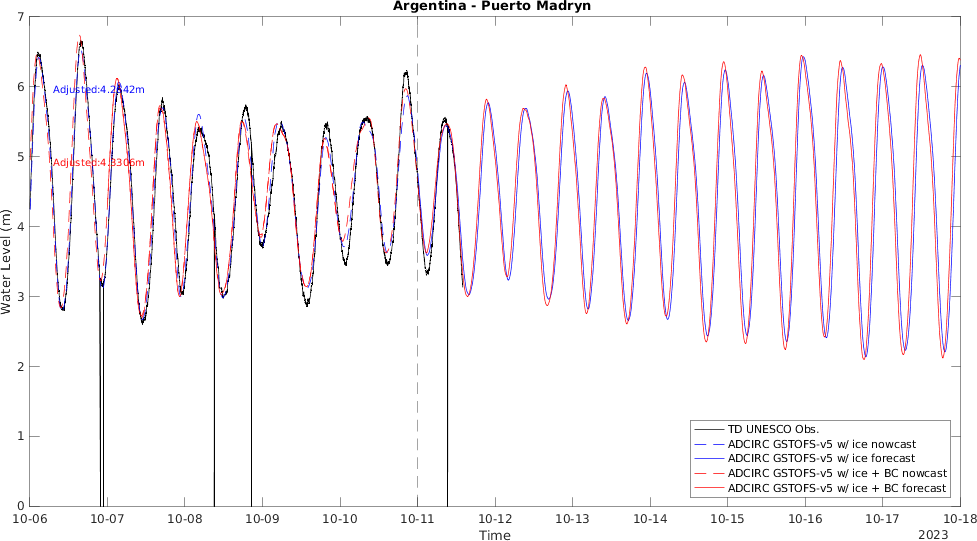 Argentina - Puerto Madryn
7
6
5
4
3
2
1
0
Water Level (m)
Adjusted:4.2542m
Adjusted:4.3306m
TD UNESCO Obs.
ADCIRC GSTOFS-v5 w/ ice nowcast
ADCIRC GSTOFS-v5 w/ ice forecast
ADCIRC GSTOFS-v5 w/ ice + BC nowcast
ADCIRC GSTOFS-v5 w/ ice + BC forecast
10-06 10-07 10-08 10-09 10-10 10-11 10-12 10-13 10-14 10-15 10-16 10-17 10-18
Time
2023